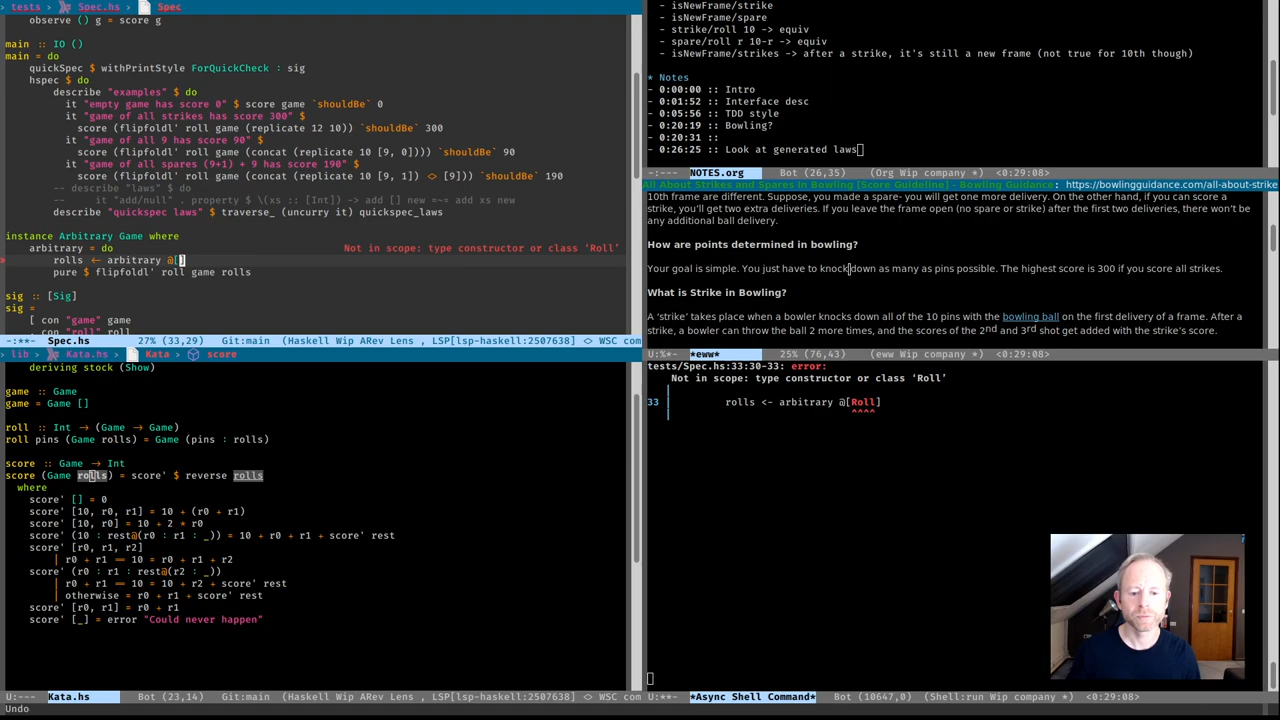 > tests > Spec.hs > Spec
observe () g = score g
main :: IO ()
main = do
quickSpec $ withPrintStyle ForQuickCheck : sig
hspec $ do
describe "examples" $ do
it "empty game has score 0" $ score game `shouldBe` 0
it "game of all strikes has score 300" $
score (flipfoldl' roll game (replicate 12 10)) `shouldBe` 300
it "game of all 9 has score 90" $
score (flipfoldl' roll game (concat (replicate 10 [9, 0]))) `shouldBe` 90
it "game of all spares (9+1) + 9 has score 190" $
score (flipfoldl' roll game (concat (replicate 10 [9, 1]) <> [9])) `shouldBe` 190
-- describe "laws" $ do
--   it "add/null" . property $ \(xs :: [Int]) -> add [] new =~= add xs new
describe "quickspec laws" $ traverse_ (uncurry it) quickspec_laws
instance Arbitrary Game where
arbitrary = do Not in scope: type constructor or class ‘Roll’
rolls ← arbitrary @[]
pure $ flipfoldl' roll game rolls
sig :: [Sig]
sig =
[ con "game" game
, con "roll" roll
-:**- Spec.hs 27% (33,29) Git:main (Haskell Wip ARev Lens , LSP[lsp-haskell:2507638] <> WSC com
> lib > Kata.hs > Kata > score
deriving stock (Show)
game :: Game
game = Game []
roll :: Int → (Game → Game)
roll pins (Game rolls) = Game (pins : rolls)
score :: Game → Int
score (Game rolls) = score' $ reverse rolls
where
score' [] = 0
score' [10, r0, r1] = 10 + (r0 + r1)
score' [10, r0] = 10 + 2 * r0
score' (10 : rest@(r0 : r1 : _)) = 10 + r0 + r1 + score' rest
score' [r0, r1, r2]
| r0 + r1 == 10 = r0 + r1 + r2
score' (r0 : r1 : rest@(r2 : _))
| r0 + r1 == 10 = 10 + r2 + score' rest
| otherwise = r0 + r1 + score' rest
score' [r0, r1] = r0 + r1
score' [_] = error "Could never happen"
U:--- Kata.hs Bot (23,14) Git:main (Haskell Wip ARev Lens , LSP[lsp-haskell:2507638] <> WSC com
Undo
- isNewFrame/strike
- isNewFrame/spare
- strike/roll 10 -> equiv
- spare/roll r 10-r -> equiv
- isNewFrame/strikes -> after a strike, it's still a new frame (not true for 10th though)
* Notes
- 0:00:00 :: Intro
- 0:01:52 :: Interface desc
- 0:05:56 :: TDD style
- 0:20:19 :: Bowling?
- 0:20:31 ::
- 0:26:25 :: Look at generated laws
-:--- NOTES.org Bot (26,35) (Org Wip company *) <0:29:08>
All About Strikes and Spares in Bowling [Score Guideline] - Bowling Guidance: https://bowlingguidance.com/all-about-strike
10th frame are different. Suppose, you made a spare- you will get one more delivery. On the other hand, if you can score a
strike, you’ll get two extra deliveries. If you leave the frame open (no spare or strike) after the first two deliveries, there won’t be
any additional ball delivery.
How are points determined in bowling?
Your goal is simple. You just have to knock down as many as pins possible. The highest score is 300 if you score all strikes.
What is Strike in Bowling?
A ‘strike’ takes place when a bowler knocks down all of the 10 pins with the bowling ball on the first delivery of a frame. After a
strike, a bowler can throw the ball 2 more times, and the scores of the 2nd and 3rd shot get added with the strike’s score.
U:%*- *eww* 25% (76,43) (eww Wip company *) <0:29:08>
tests/Spec.hs:33:30-33: error:
Not in scope: type constructor or class ‘Roll’
|
33 | rolls <- arbitrary @[Roll]
| ^^^^
U:**- *Async Shell Command* Bot (10647,0) (Shell:run Wip company *) <0:29:08>